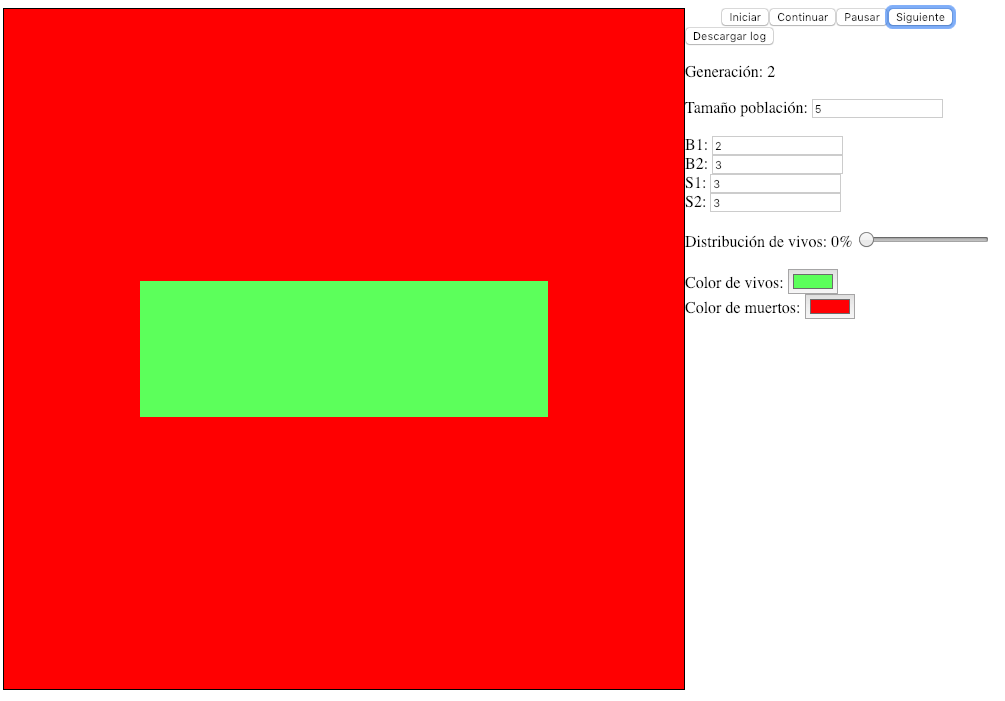 Iniciar Continuar Pausar Siguiente
Descargar log
Generación: 2
Tamaño población: 5
B1: 2
B2: 3
S1: 3
S2: 3
Distribución de vivos: 0%
Color de vivos:
Color de muertos: